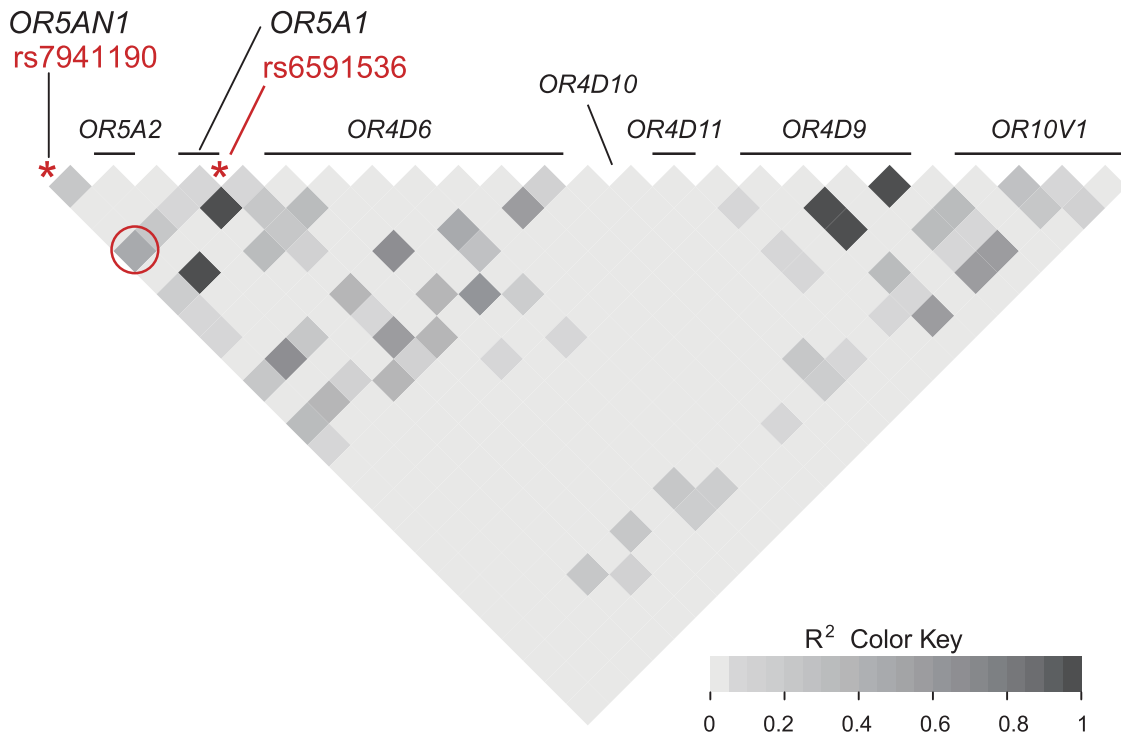 OR5AN1
rs7941190
OR5A1
rs6591536
OR5A2
OR4D6
OR4D10
OR4D11
OR4D9
OR10V1
*
*
R² Color Key
0 0.2 0.4 0.6 0.8 1